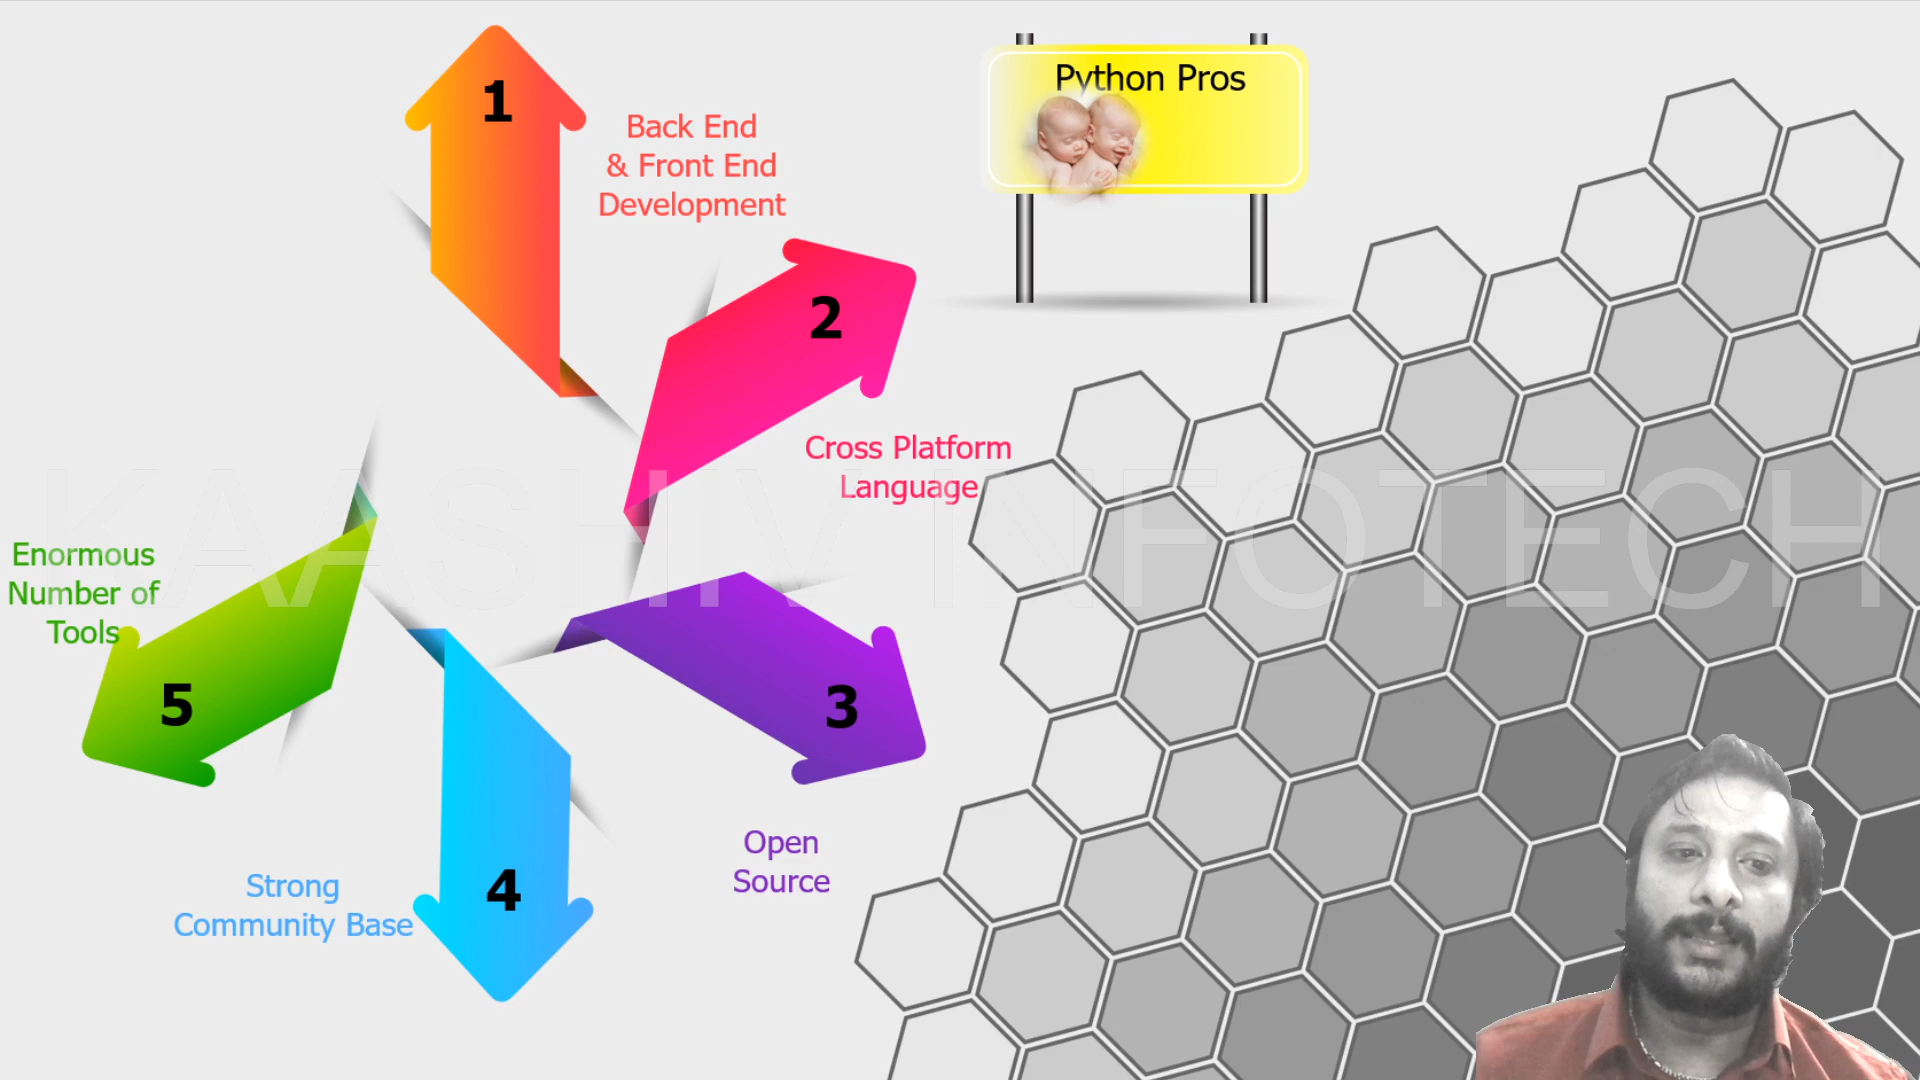 Python Pros
1
Back End
& Front End
Development
2
Cross Platform
Language
3
Open
Source
4
Strong
Community Base
5
Enormous
Number of
Tools
KAASHIV INFOTECH